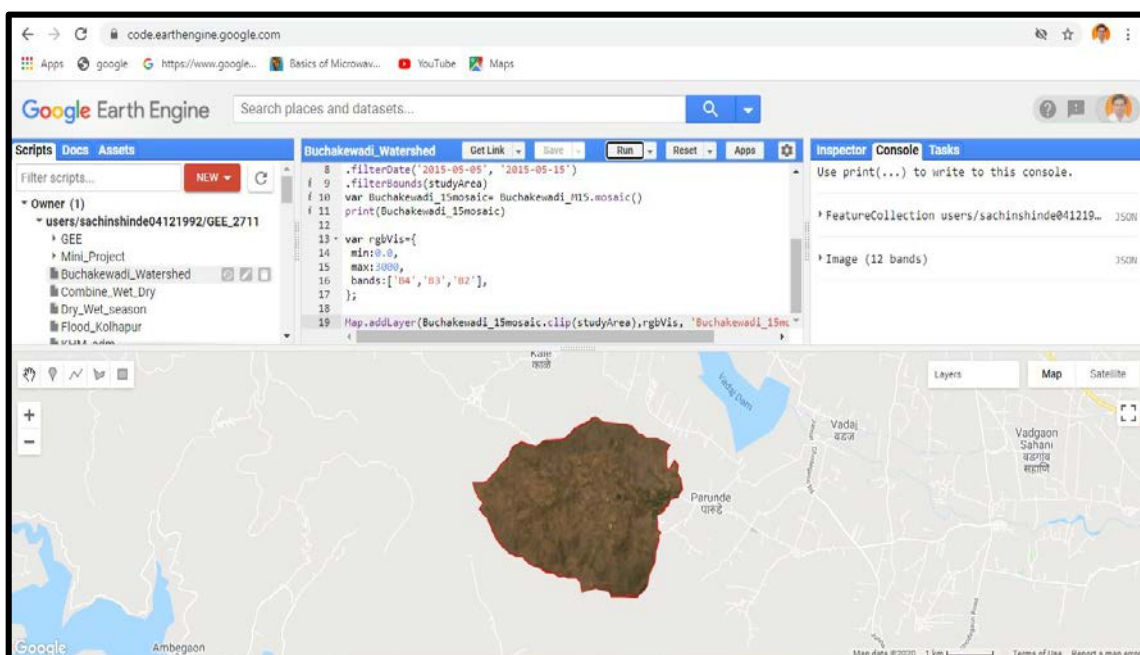 code.earthengine.google.com
Apps google https://www.google... Basics of Microwav... YouTube Maps
Google Earth Engine Search places and datasets...
Scripts Docs Assets
Filter scripts... NEW
Owner (1)
users/sachinshinde04121992/GEE_2711
GEE
Mini_Project
Buchakewadi_Watershed
Combine_Wet_Dry
Dry_Wet_season
Flood_Kolhapur
KHM_adm
Buchakewadi_Watershed Get Link Save Run Reset Apps
8 .filterDate('2015-05-05', '2015-05-15')
i 9 .filterBounds(studyArea)
i 10 var Buchakewadi_15mosaic= Buchakewadi_M15.mosaic()
i 11 print(Buchakewadi_15mosaic)
12
13 var rgbVis={
14 min:0.0,
15 max:3000,
16 bands:['B4','B3','B2'],
17 };
18
19 Map.addLayer(Buchakewadi_15mosaic.clip(studyArea),rgbVis, 'Buchakewadi_15mo
Inspector Console Tasks
Use print(...) to write to this console.
FeatureCollection users/sachinshinde041219... JSON
Image (12 bands) JSON
Layers Map Satellite
काळे
Vadaj Dam
Vadaj
वडज
Vadgaon
Sahani
वडगांव
सहाणि
Parunde
पारुंडे
Ambegaon
Google
Map data ©2020 1 km Terms of Use Report a map error